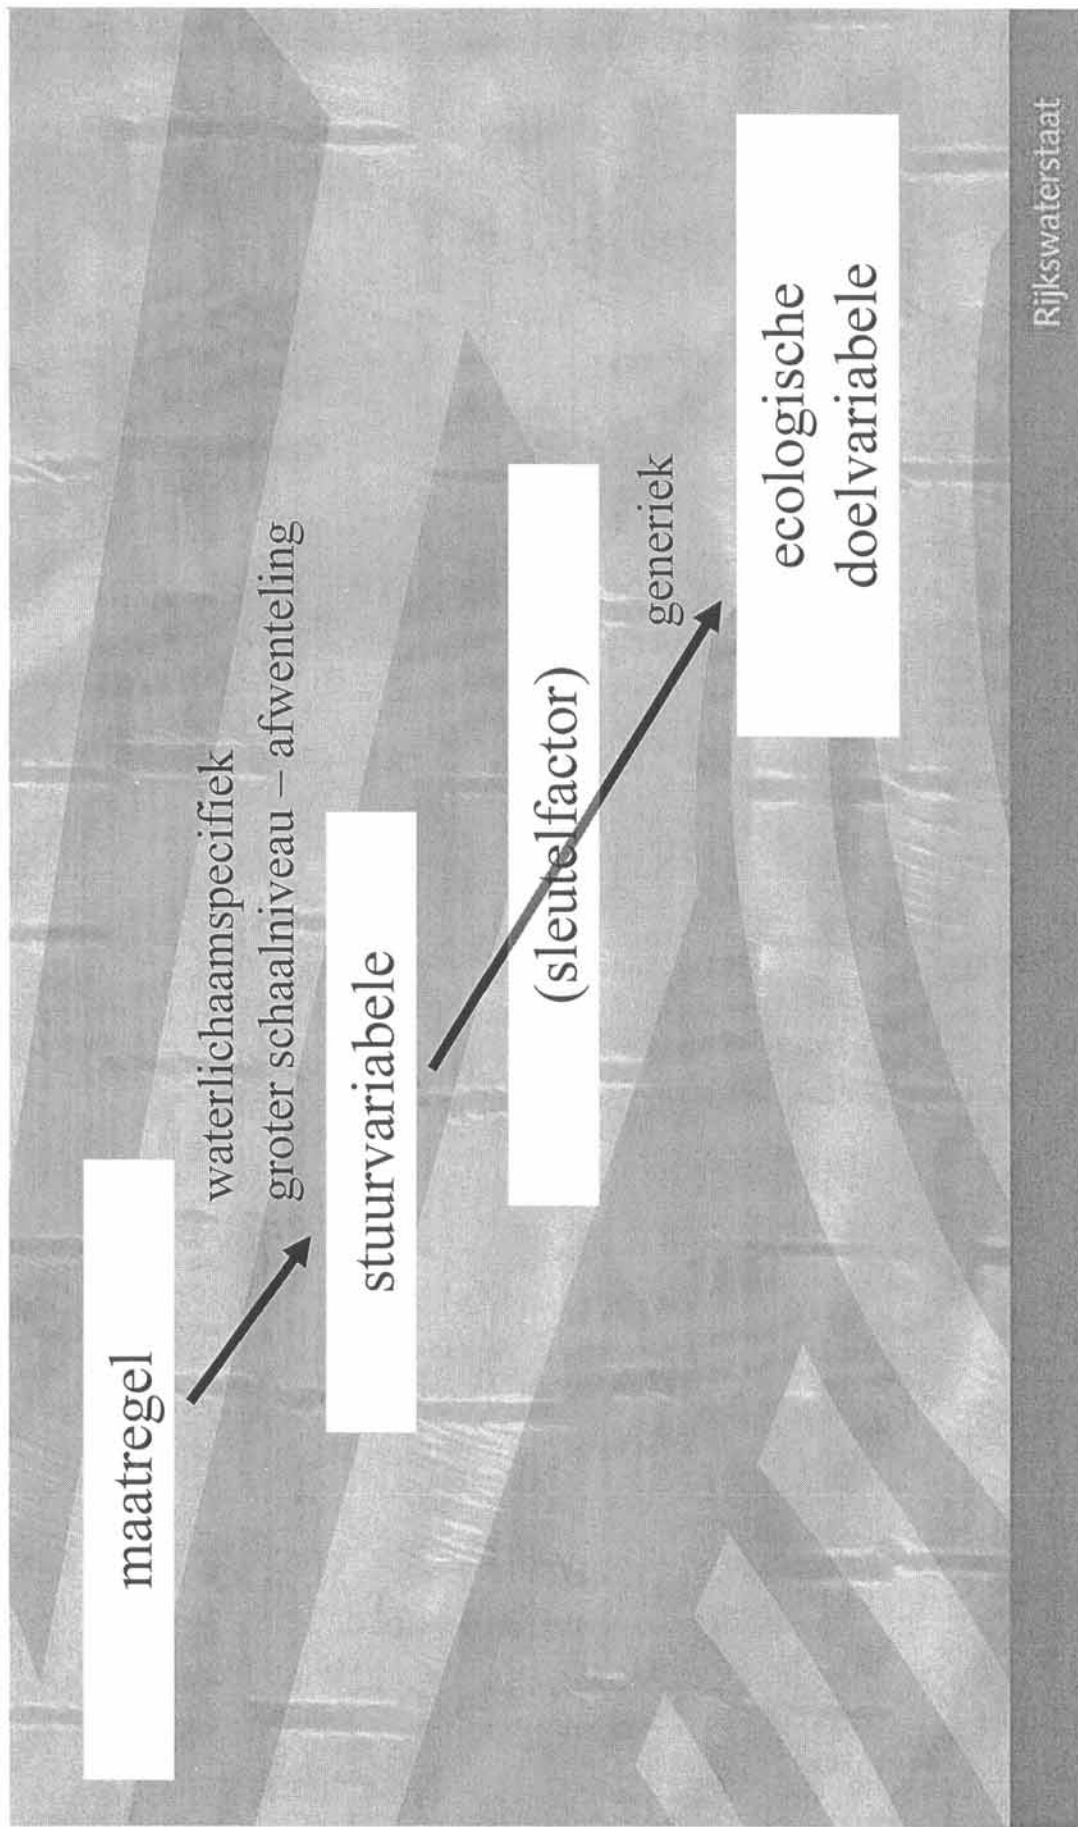 maatregel
waterlichaamspecifiek
groter schaalniveau – afwenteling
stuurvariabele
(sleutelfactor)
generiek
ecologische
doelvariabele
Rijkswaterstaat